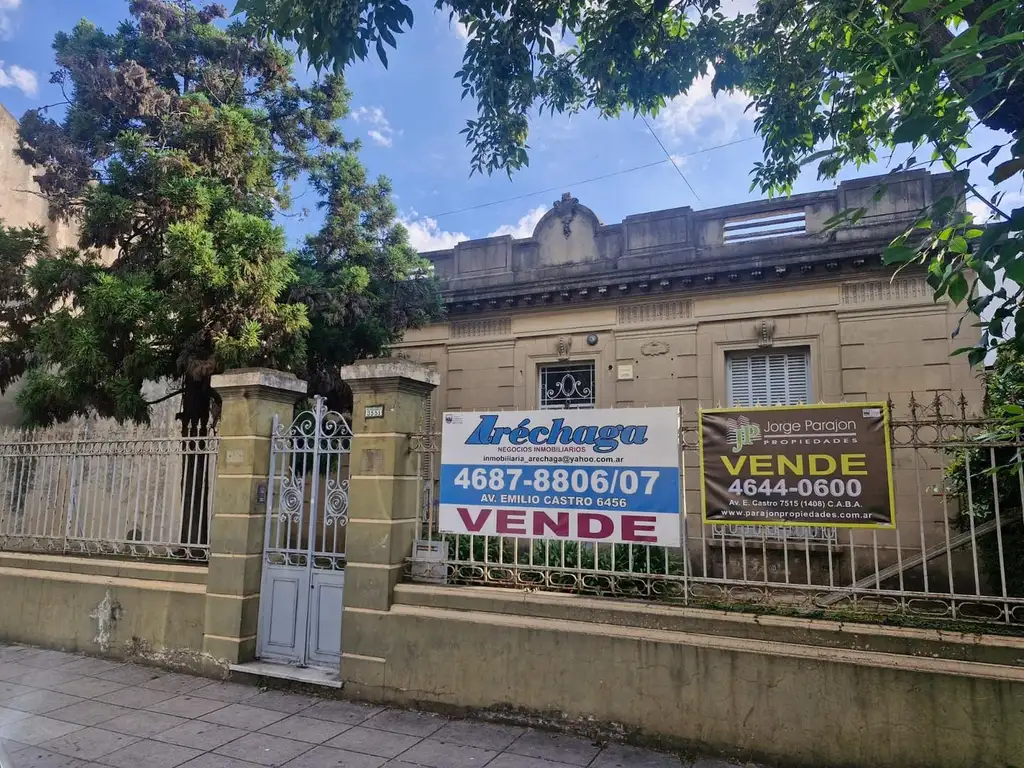 Aréchaga
NEGOCIOS INMOBILIARIOS
inmobiliaria_arechaga@yahoo.com.ar
4687-8806/07
AV. EMILIO CASTRO 6456
VENDE
JP Jorge Parajon
PROPIEDADES
VENDE
4644-0600
Av. E. Castro 7515 (1408) C.A.B.A.
www.parajonpropiedades.com.ar